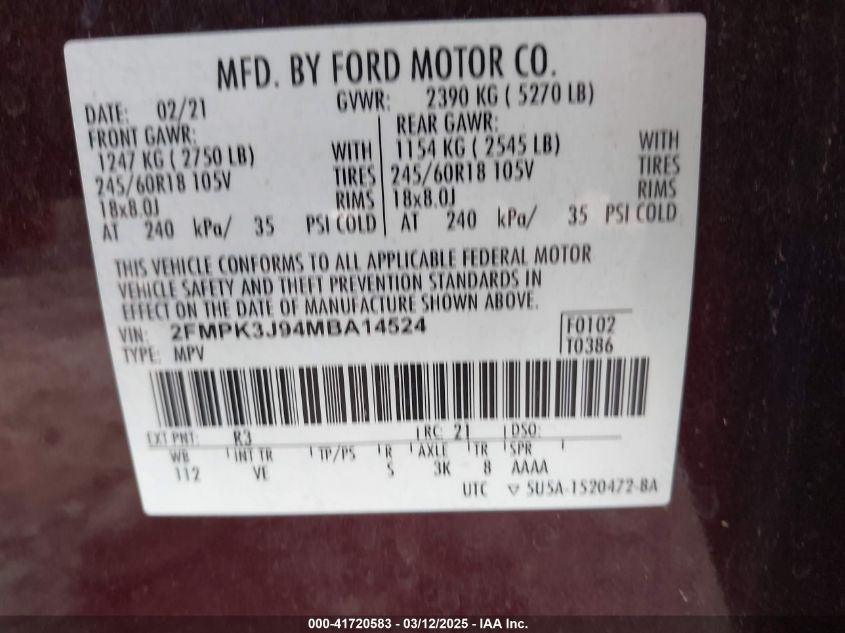 MFD. BY FORD MOTOR CO.
DATE: 02/21 GVWR: 2390 KG ( 5270 LB)
FRONT GAWR: REAR GAWR:
1247 KG ( 2750 LB) WITH 1154 KG ( 2545 LB) WITH
245/60R18 105V TIRES 245/60R18 105V TIRES
18x8.0J RIMS 18x8.0J RIMS
AT 240 kPa/ 35 PSI COLD AT 240 kPa/ 35 PSI COLD
THIS VEHICLE CONFORMS TO ALL APPLICABLE FEDERAL MOTOR
VEHICLE SAFETY AND THEFT PREVENTION STANDARDS IN
EFFECT ON THE DATE OF MANUFACTURE SHOWN ABOVE.
VIN: 2FMPK3J94MBA14524 F0102
TYPE: MPV T0386
EXT PNT: R3 RC: 21 DSO:
WB INT TR TP/PS R AXLE TR SPR
112 VE S 3K 8 AAAA
UTC ▽ 5U5A-1520472-BA
000-41720583 - 03/12/2025 - IAAI Inc.